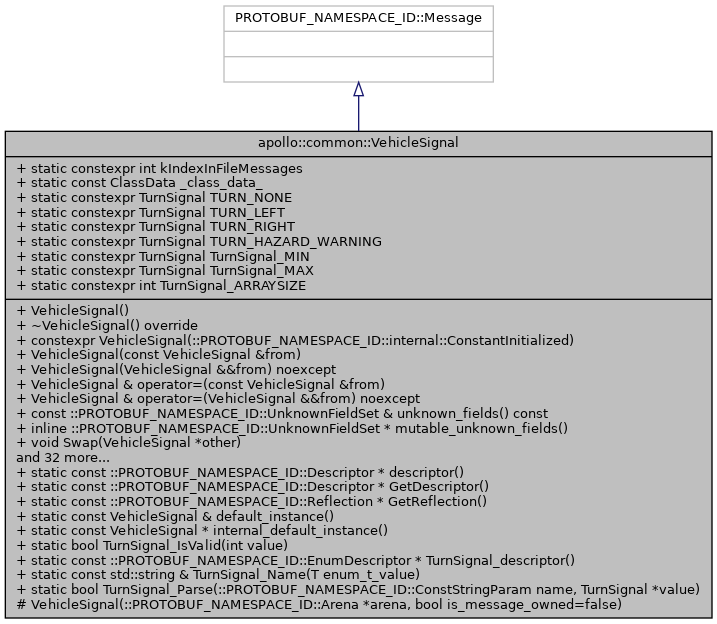 PROTOBUF_NAMESPACE_ID::Message
apollo::common::VehicleSignal
+ static constexpr int kIndexInFileMessages
+ static const ClassData _class_data_
+ static constexpr TurnSignal TURN_NONE
+ static constexpr TurnSignal TURN_LEFT
+ static constexpr TurnSignal TURN_RIGHT
+ static constexpr TurnSignal TURN_HAZARD_WARNING
+ static constexpr TurnSignal TurnSignal_MIN
+ static constexpr TurnSignal TurnSignal_MAX
+ static constexpr int TurnSignal_ARRAYSIZE
+ VehicleSignal()
+ ~VehicleSignal() override
+ constexpr VehicleSignal(::PROTOBUF_NAMESPACE_ID::internal::ConstantInitialized)
+ VehicleSignal(const VehicleSignal &from)
+ VehicleSignal(VehicleSignal &&from) noexcept
+ VehicleSignal & operator=(const VehicleSignal &from)
+ VehicleSignal & operator=(VehicleSignal &&from) noexcept
+ const ::PROTOBUF_NAMESPACE_ID::UnknownFieldSet & unknown_fields() const
+ inline ::PROTOBUF_NAMESPACE_ID::UnknownFieldSet * mutable_unknown_fields()
+ void Swap(VehicleSignal *other)
and 32 more...
+ static const ::PROTOBUF_NAMESPACE_ID::Descriptor * descriptor()
+ static const ::PROTOBUF_NAMESPACE_ID::Descriptor * GetDescriptor()
+ static const ::PROTOBUF_NAMESPACE_ID::Reflection * GetReflection()
+ static const VehicleSignal & default_instance()
+ static const VehicleSignal * internal_default_instance()
+ static bool TurnSignal_IsValid(int value)
+ static const ::PROTOBUF_NAMESPACE_ID::EnumDescriptor * TurnSignal_descriptor()
+ static const std::string & TurnSignal_Name(T enum_t_value)
+ static bool TurnSignal_Parse(::PROTOBUF_NAMESPACE_ID::ConstStringParam name, TurnSignal *value)
# VehicleSignal(::PROTOBUF_NAMESPACE_ID::Arena *arena, bool is_message_owned=false)